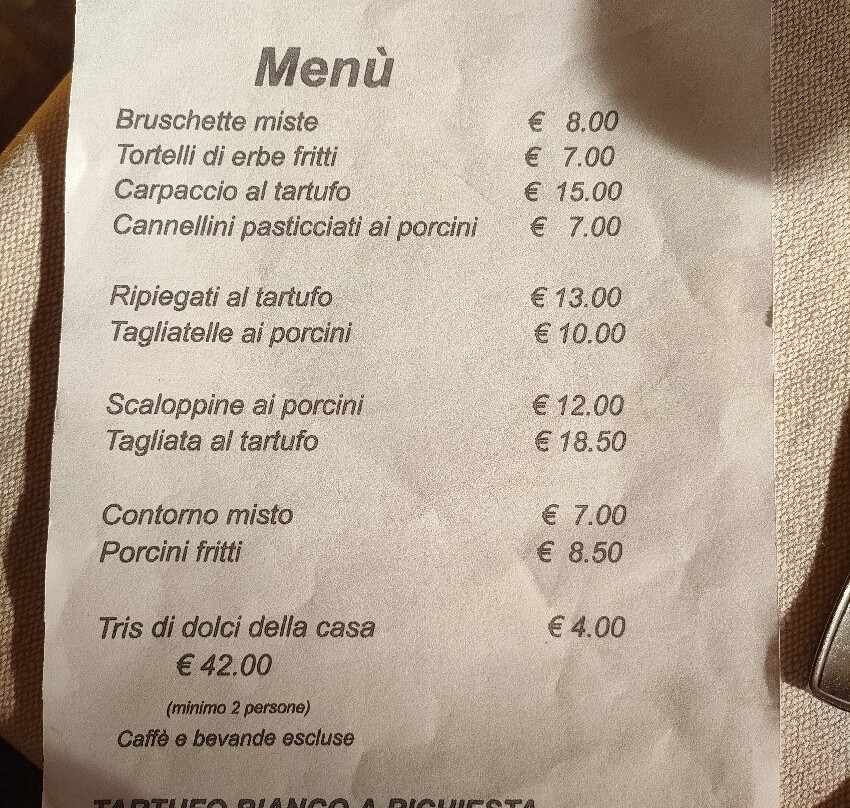 Menù
Bruschette miste € 8.00
Tortelli di erbe fritti € 7.00
Carpaccio al tartufo € 15.00
Cannellini pasticciati ai porcini € 7.00
Ripiegati al tartufo € 13.00
Tagliatelle ai porcini € 10.00
Scaloppine ai porcini € 12.00
Tagliata al tartufo € 18.50
Contorno misto € 7.00
Porcini fritti € 8.50
Tris di dolci della casa € 4.00
€ 42.00
(minimo 2 persone)
Caffè e bevande escluse
TARTUFO BIANCO A RICHIESTA